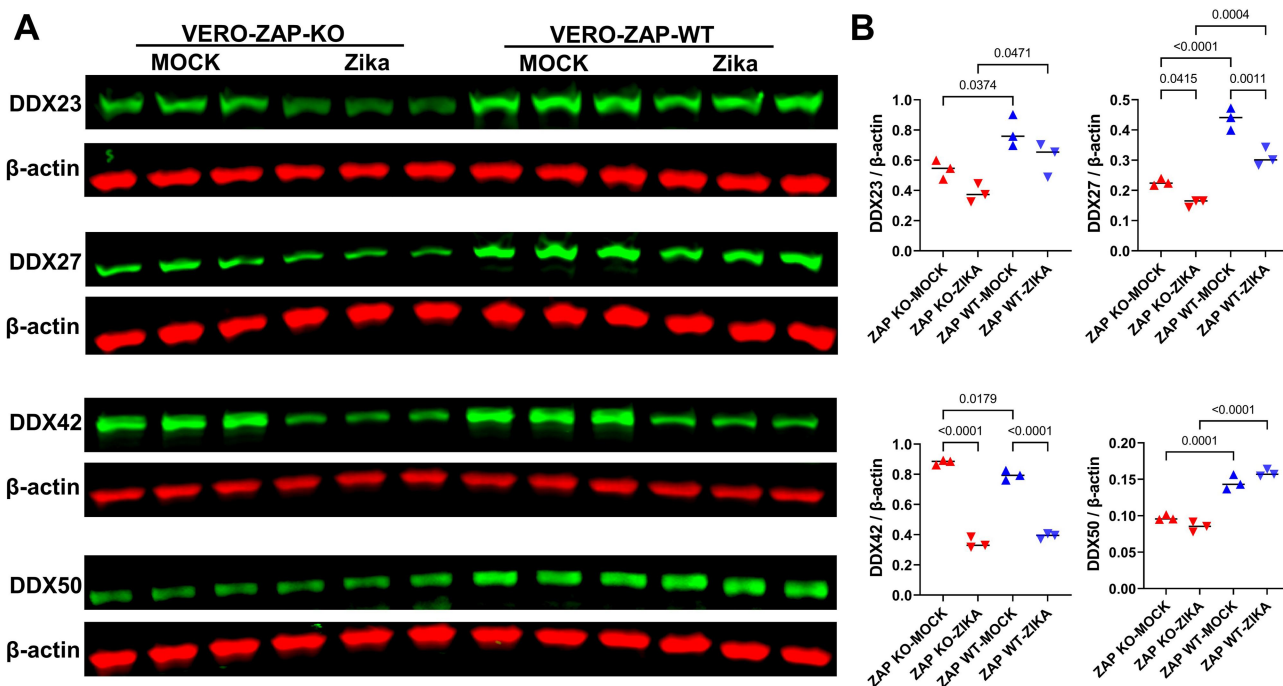 A
VERO-ZAP-KO VERO-ZAP-WT
MOCK Zika MOCK Zika
DDX23
β-actin
DDX27
β-actin
DDX42
β-actin
DDX50
β-actin
B
0.0471
0.0374
DDX23 / β-actin
1.0
0.8
0.6
0.4
0.2
0.0
ZAP KO-MOCK
ZAP KO-ZIKA
ZAP WT-MOCK
ZAP WT-ZIKA
0.0004
<0.0001
0.0415 0.0011
DDX27 / β-actin
0.5
0.4
0.3
0.2
0.1
0.0
ZAP KO-MOCK
ZAP KO-ZIKA
ZAP WT-MOCK
ZAP WT-ZIKA
0.0179
<0.0001 <0.0001
DDX42 / β-actin
1.0
0.8
0.6
0.4
0.2
0.0
ZAP KO-MOCK
ZAP KO-ZIKA
ZAP WT-MOCK
ZAP WT-ZIKA
<0.0001
0.0001
DDX50 / β-actin
0.20
0.15
0.10
0.05
0.00
ZAP KO-MOCK
ZAP KO-ZIKA
ZAP WT-MOCK
ZAP WT-ZIKA